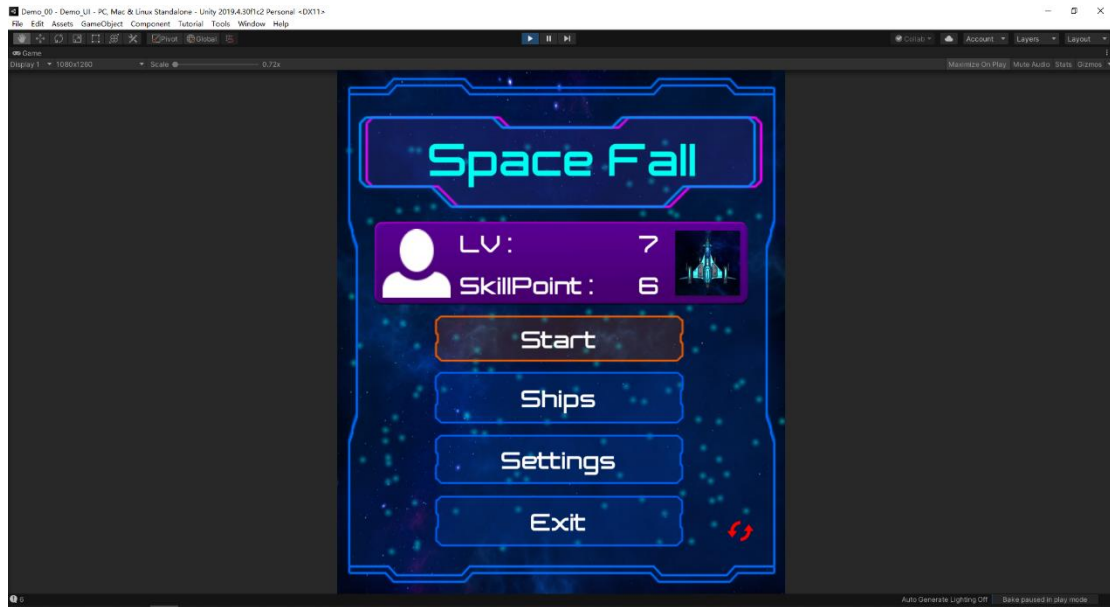 Demo_00 - Demo_UI - PC, Mac & Linux Standalone - Unity 2019.4.30f1c2 Personal <DX11>
File Edit Assets GameObject Component Tutorial Tools Window Help
Pivot Global Collab Account Layers Layout
Game
Display 1 1080x1260 Scale 0.72x Maximize On Play Mute Audio Stats Gizmos
Space Fall
LV: 7
SkillPoint: 6
Start
Ships
Settings
Exit
6 Auto Generate Lighting Off Bake paused in play mode